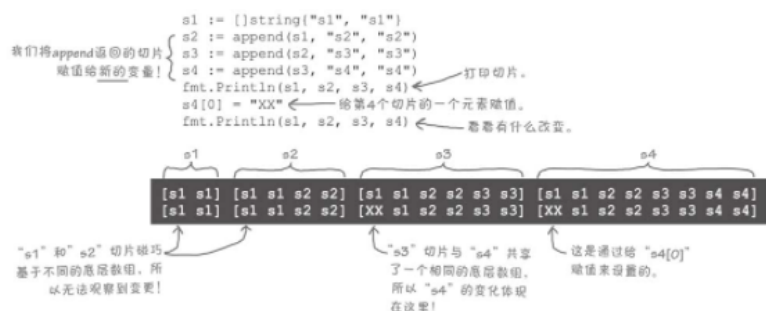 s1 := []string{"s1", "s1"}
s2 := append(s1, "s2", "s2")
s3 := append(s2, "s3", "s3")
s4 := append(s3, "s4", "s4")
fmt.Println(s1, s2, s3, s4)
s4[0] = "XX"
fmt.Println(s1, s2, s3, s4)
我们将append返回的切片
赋值给新的变量！
打印切片。
给第4个切片的一个元素赋值。
看看有什么改变。
s1 s2 s3 s4
[s1 s1] [s1 s1 s2 s2] [s1 s1 s2 s2 s3 s3] [s1 s1 s2 s2 s3 s3 s4 s4]
[s1 s1] [s1 s1 s2 s2] [XX s1 s2 s2 s3 s3] [XX s1 s2 s2 s3 s3 s4 s4]
“s1”和“s2”切片碰巧
基于不同的底层数组，所
以无法观察到变更！
“s3”切片与“s4”共享
了一个相同的底层数组，
所以“s4”的变化体现
在这里！
这是通过给“s4[0]”
赋值来设置的。